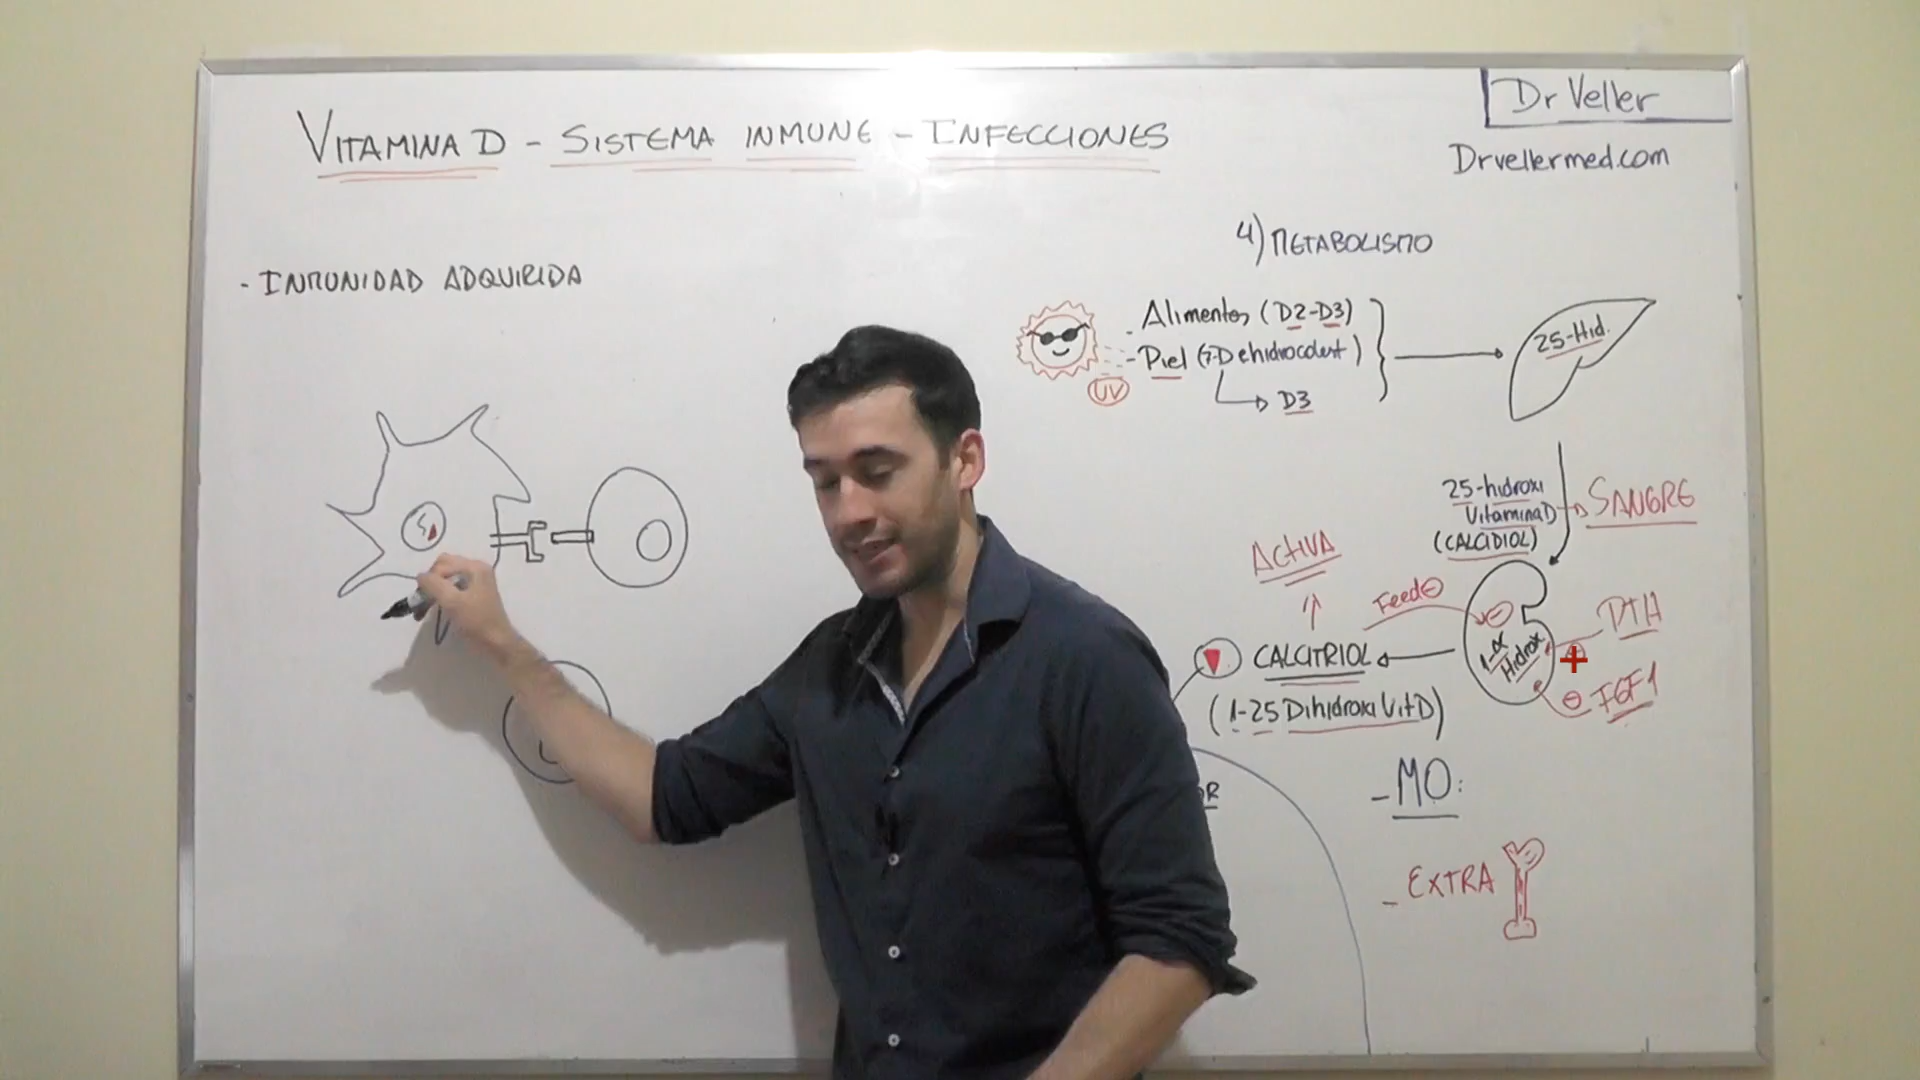 VITAMINA D - SISTEMA INMUNE - INFECCIONES
Dr Veller
Drvellermed.com
- INMUNIDAD ADQUIRIDA
4) METABOLISMO
- Alimentos (D2-D3)
- Piel (7-Dehidrocolest)
UV
D3
25-Hid.
25-hidroxi
Vitamina D
(CALCIDIOL)
SANGRE
ACTIVA
Feed ⊖
⊖
1-α
Hidrox
PTH
+
⊖ FGF1
CALCITRIOL
(1-25 Dihidroxi Vit D)
- MO:
- EXTRA